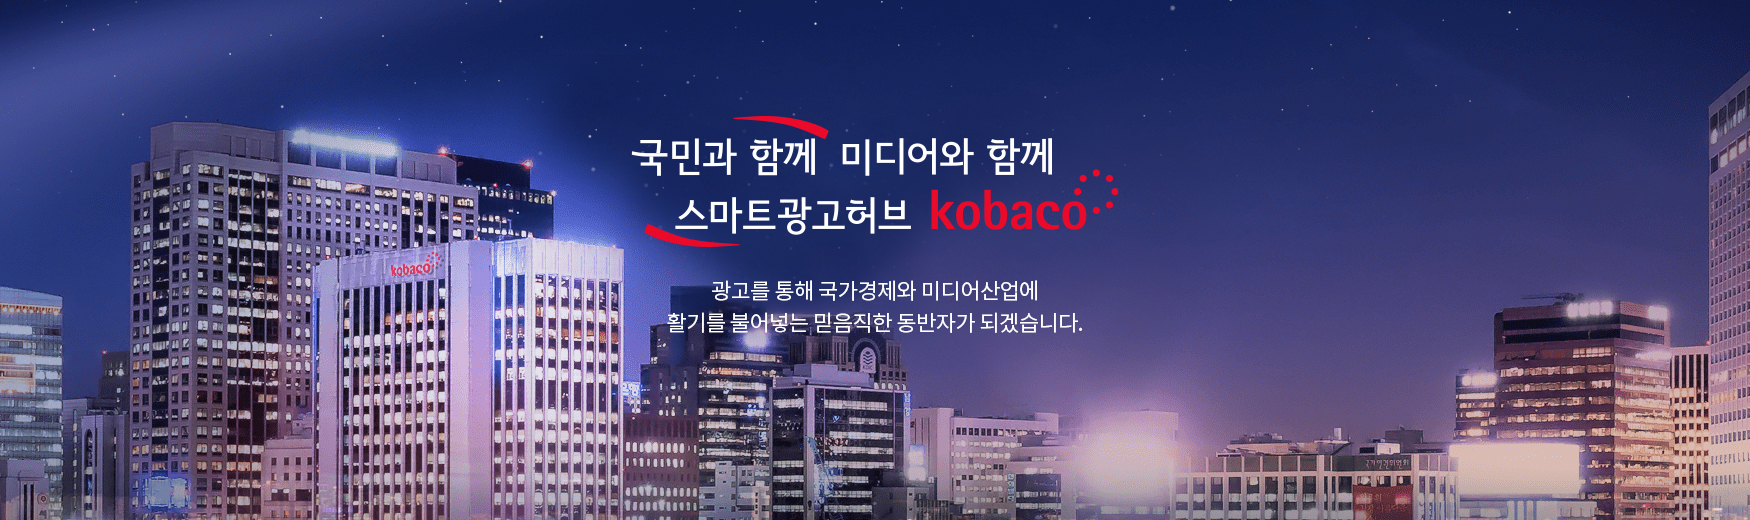 국민과 함께 미디어와 함께
스마트광고허브 kobaco
kobaco
광고를 통해 국가경제와 미디어산업에
활기를 불어넣는 믿음직한 동반자가 되겠습니다.